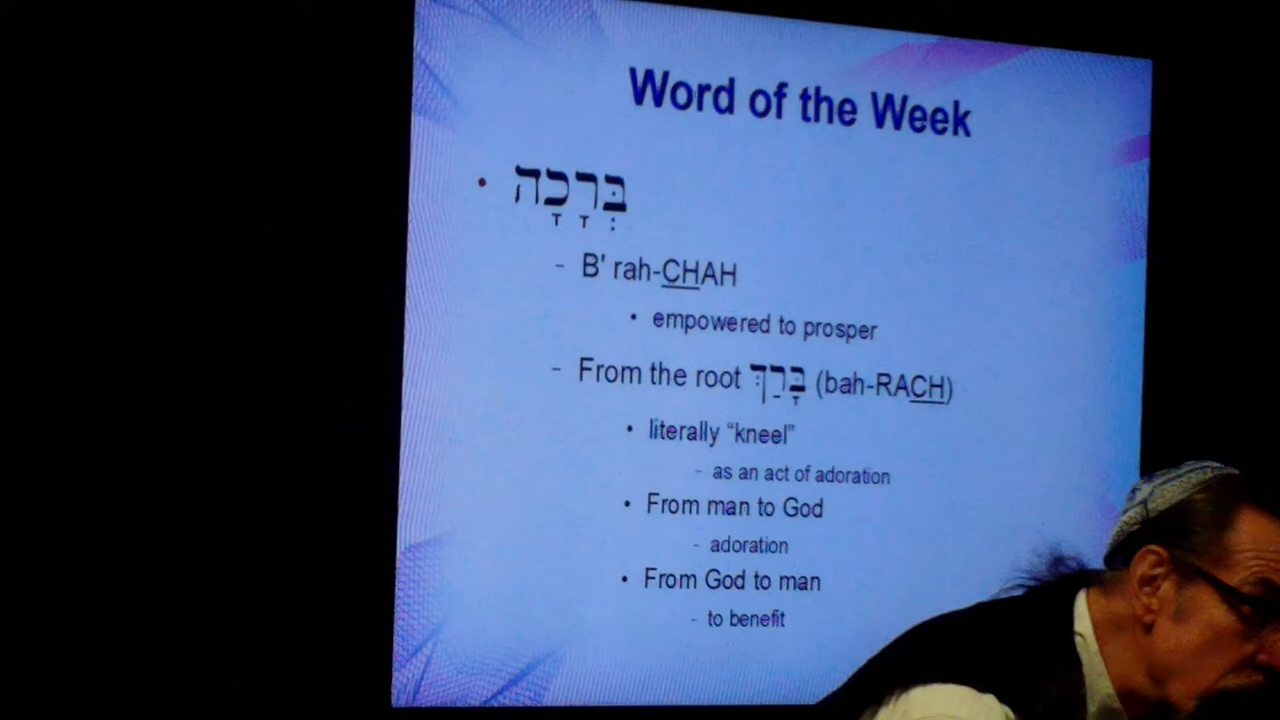 Word of the Week
• בְּרָכָה
- B' rah-CHAH
• empowered to prosper
- From the root בָּרַךְ (bah-RACH)
• literally “kneel”
- as an act of adoration
• From man to God
- adoration
• From God to man
- to benefit